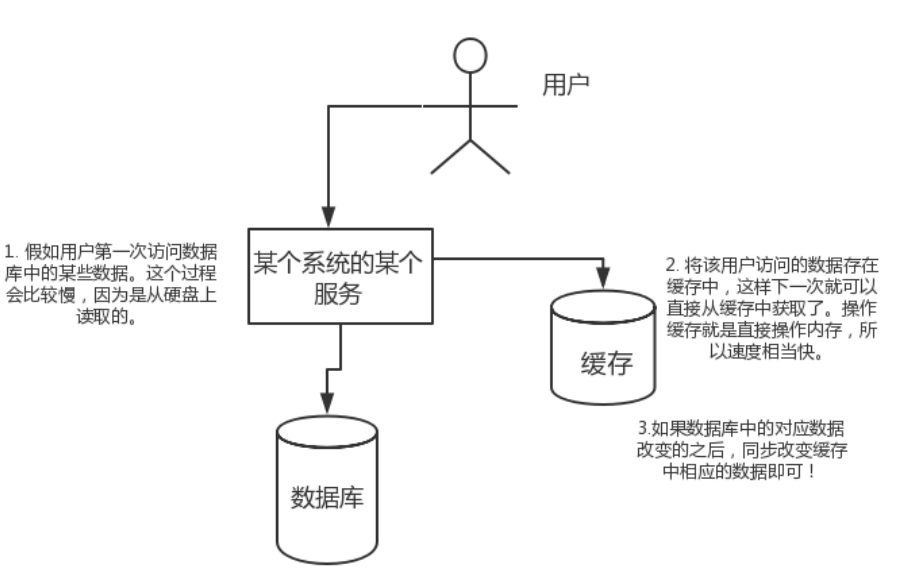 用户
1. 假如用户第一次访问数据
库中的某些数据。这个过程
会比较慢，因为是从硬盘上
读取的。
某个系统的某个
服务
2. 将该用户访问的数据存在
缓存中，这样下一次就可以
直接从缓存中获取了。操作
缓存就是直接操作内存，所
以速度相当快。
缓存
3.如果数据库中的对应数据
改变的之后，同步改变缓存
中相应的数据即可！
数据库